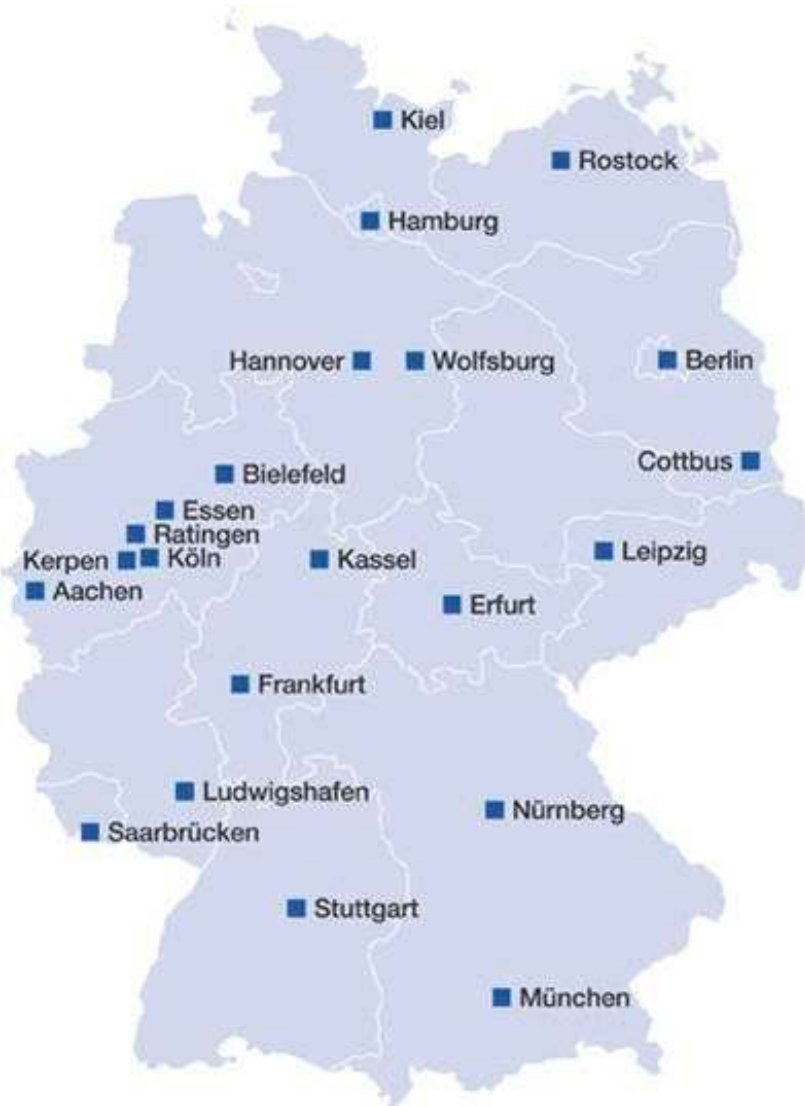 Kiel
Rostock
Hamburg
Hannover
Wolfsburg
Berlin
Bielefeld
Cottbus
Essen
Ratingen
Kerpen
Köln
Leipzig
Kassel
Aachen
Erfurt
Frankfurt
Ludwigshafen
Nürnberg
Saarbrücken
Stuttgart
München